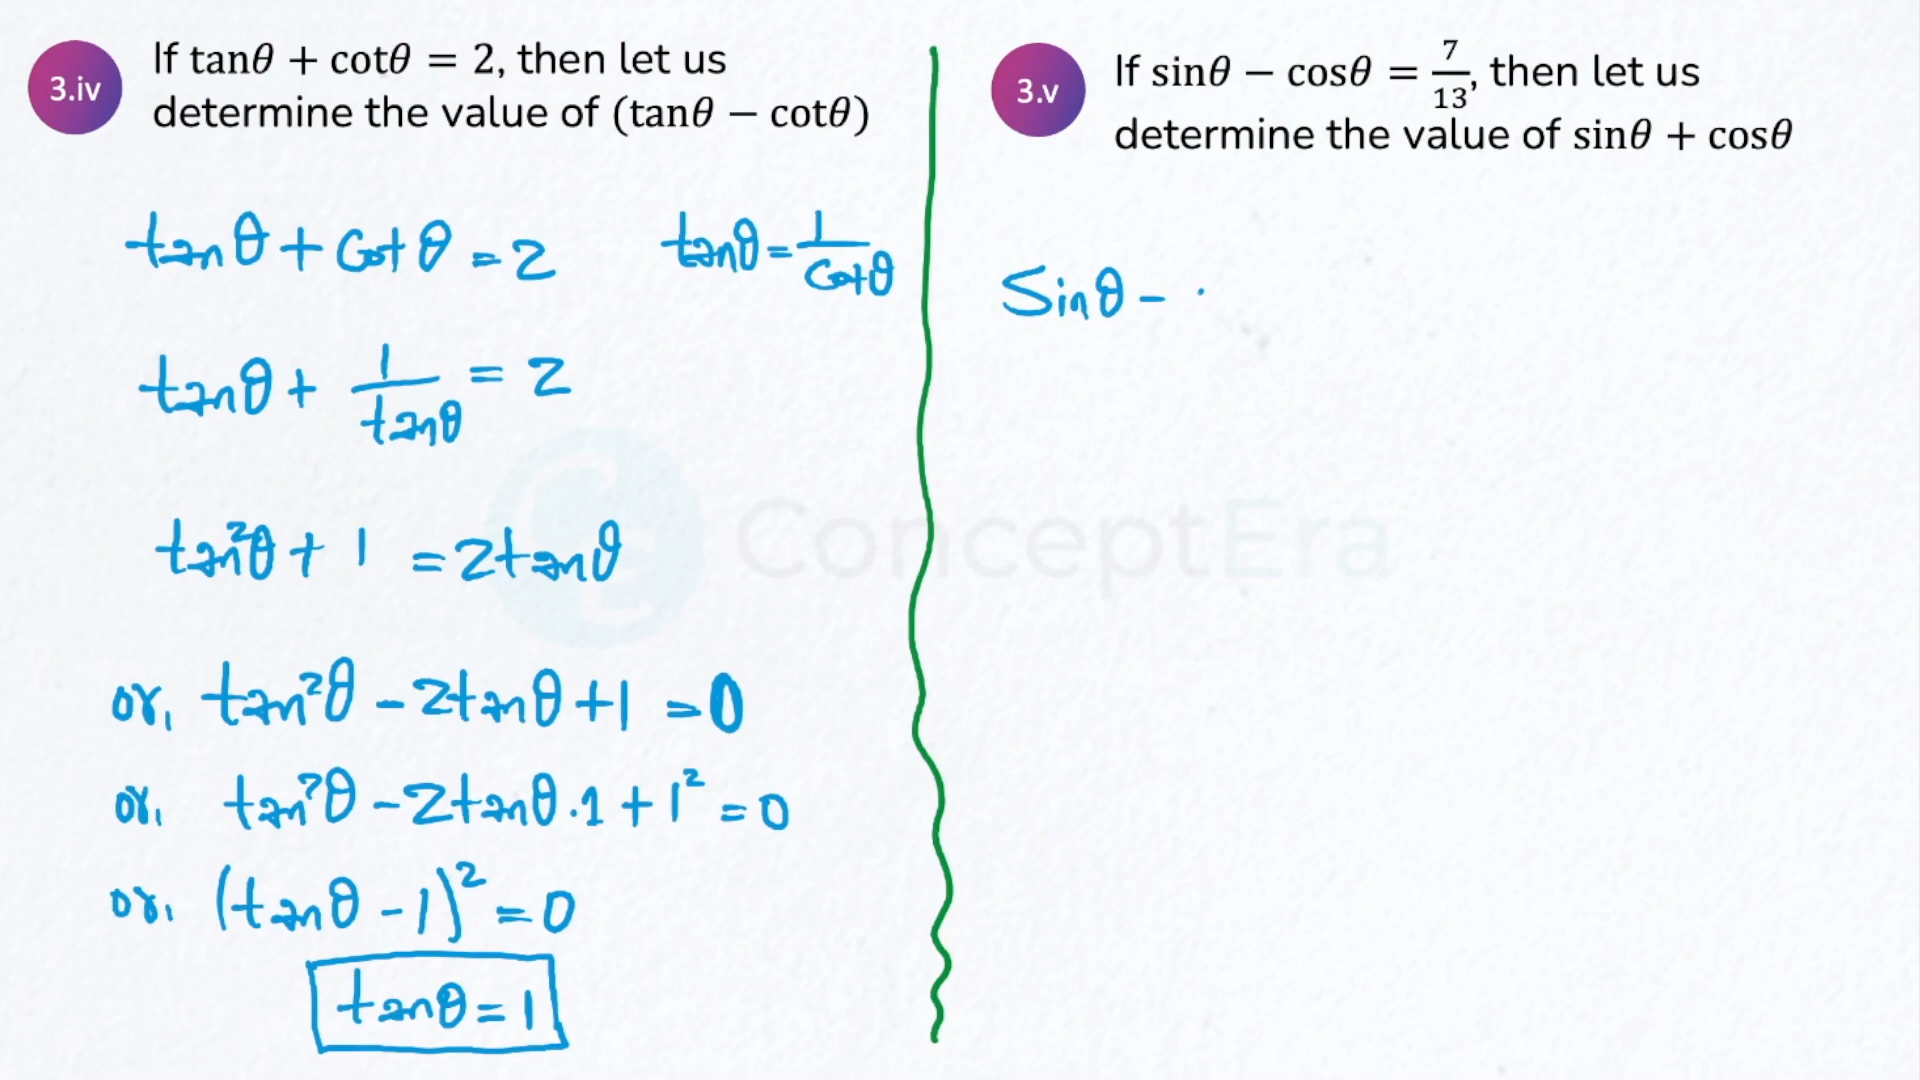 3.iv
If tanθ + cotθ = 2, then let us
determine the value of (tanθ − cotθ)
tanθ + cotθ = 2
tanθ = 1/cotθ
tanθ + 1/tanθ = 2
tan²θ + 1 = 2tanθ
or, tan²θ − 2tanθ + 1 = 0
or, tan²θ − 2tanθ·1 + 1² = 0
or, (tanθ − 1)² = 0
tanθ = 1
3.v
If sinθ − cosθ = 7/13, then let us
determine the value of sinθ + cosθ
Sinθ −
ConceptEra